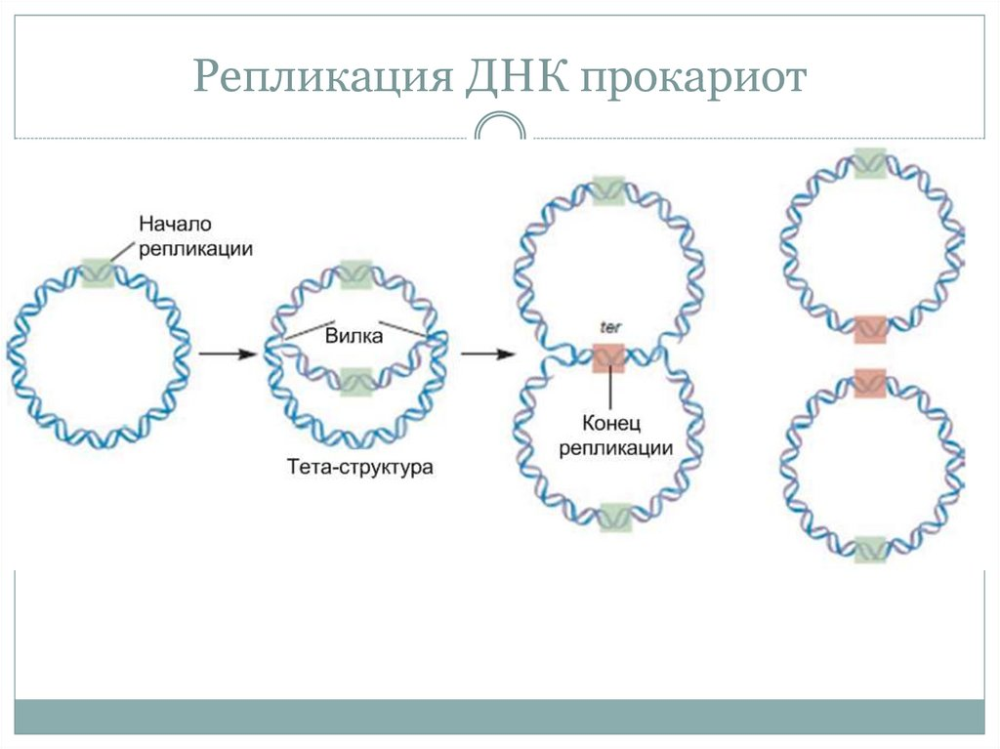 Репликация ДНК прокариот
Начало
репликации
Вилка
Тета-структура
ter
Конец
репликации